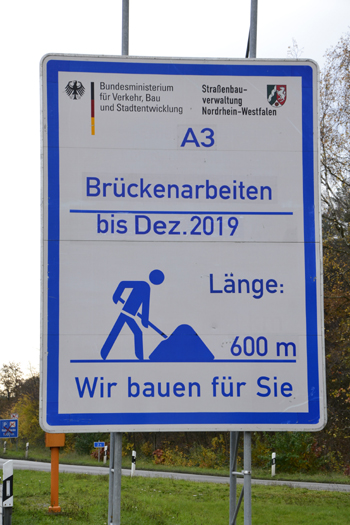 Bundesministerium
für Verkehr, Bau
und Stadtentwicklung
Straßenbau-
verwaltung
Nordrhein-Westfalen
A3
Brückenarbeiten
bis Dez.2019
Länge:
600 m
Wir bauen für Sie